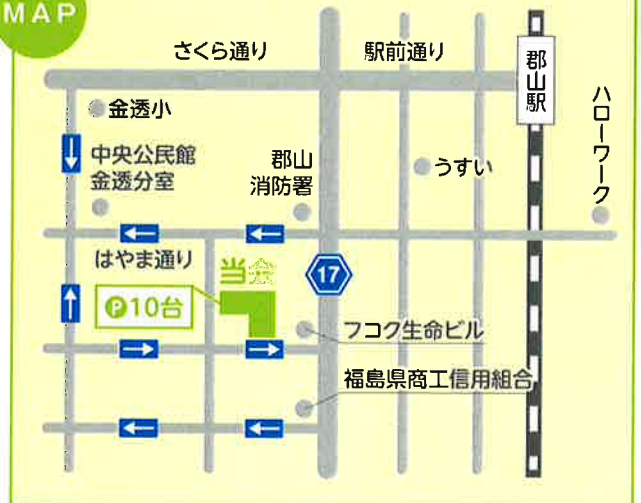 MAP
さくら通り
駅前通り
郡山駅
金透小
ハローワーク
中央公民館
金透分室
郡山
消防署
うすい
はやま通り
当会
17
P10台
フコク生命ビル
福島県商工信用組合